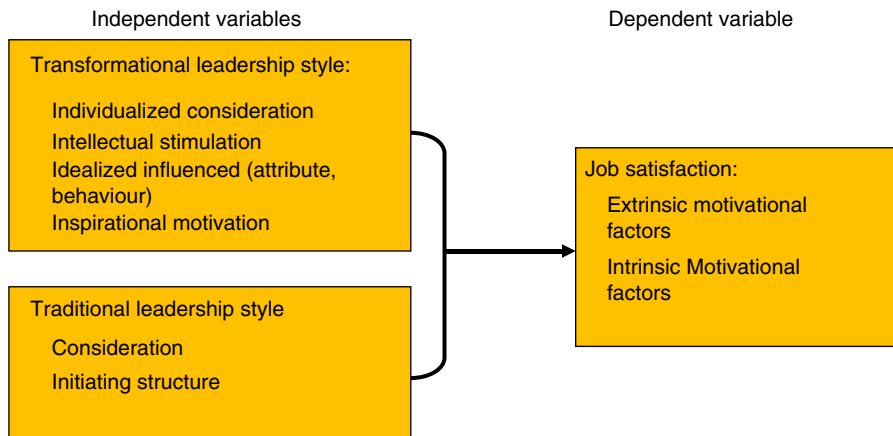 Independent variables
Dependent variable
Transformational leadership style:
Individualized consideration
Intellectual stimulation
Idealized influenced (attribute,
behaviour)
Inspirational motivation
Traditional leadership style
Consideration
Initiating structure
Job satisfaction:
Extrinsic motivational
factors
Intrinsic Motivational
factors